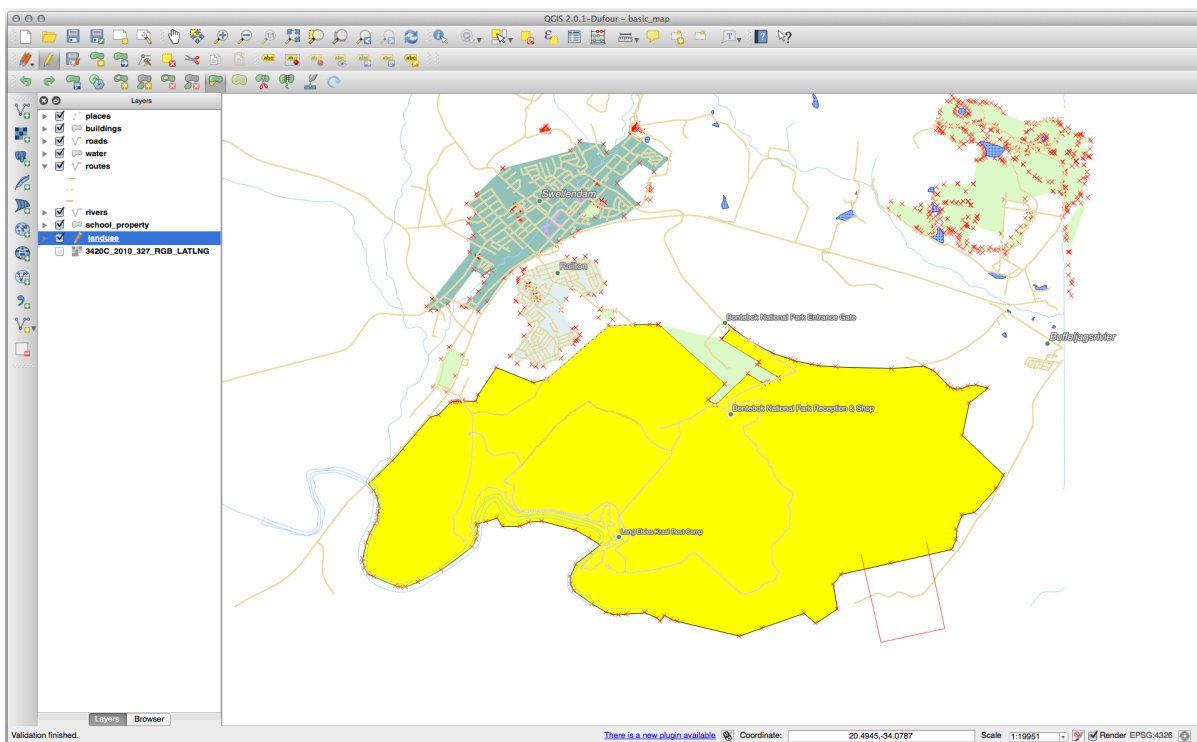 QGIS 2.0.1-Dufour - basic_map
Layers
places
buildings
roads
water
routes
rivers
school_property
landuse
3420C_2010_327_RGB_LATLNG
Swellendam
Railton
Bontebok National Park Entrance Gate
Buffeljagsrivier
Bontebok National Park Reception & Shop
Lang Elsies Kraal Rest Camp
Layers Browser
Validation finished.
There is a new plugin available
Coordinate:
20.4945,-34.0787
Scale
1:19951
Render
EPSG:4326